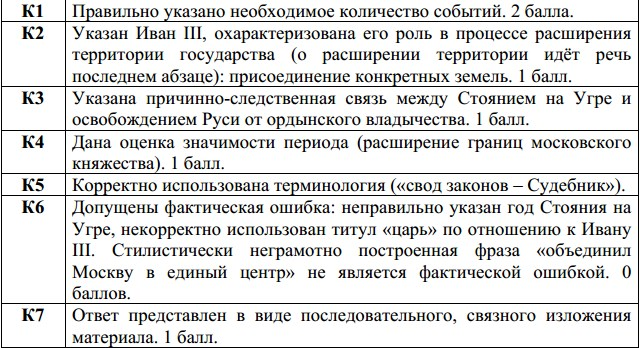 К1 Правильно указано необходимое количество событий. 2 балла.
К2 Указан Иван III, охарактеризована его роль в процессе расширения
территории государства (о расширении территории идёт речь
последнем абзаце): присоединение конкретных земель. 1 балл.
К3 Указана причинно-следственная связь между Стоянием на Угре и
освобождением Руси от ордынского владычества. 1 балл.
К4 Дана оценка значимости периода (расширение границ московского
княжества). 1 балл.
К5 Корректно использована терминология («свод законов – Судебник»).
К6 Допущены фактическая ошибка: неправильно указан год Стояния на
Угре, некорректно использован титул «царь» по отношению к Ивану
III. Стилистически неграмотно построенная фраза «объединил
Москву в единый центр» не является фактической ошибкой. 0
баллов.
К7 Ответ представлен в виде последовательного, связного изложения
материала. 1 балл.